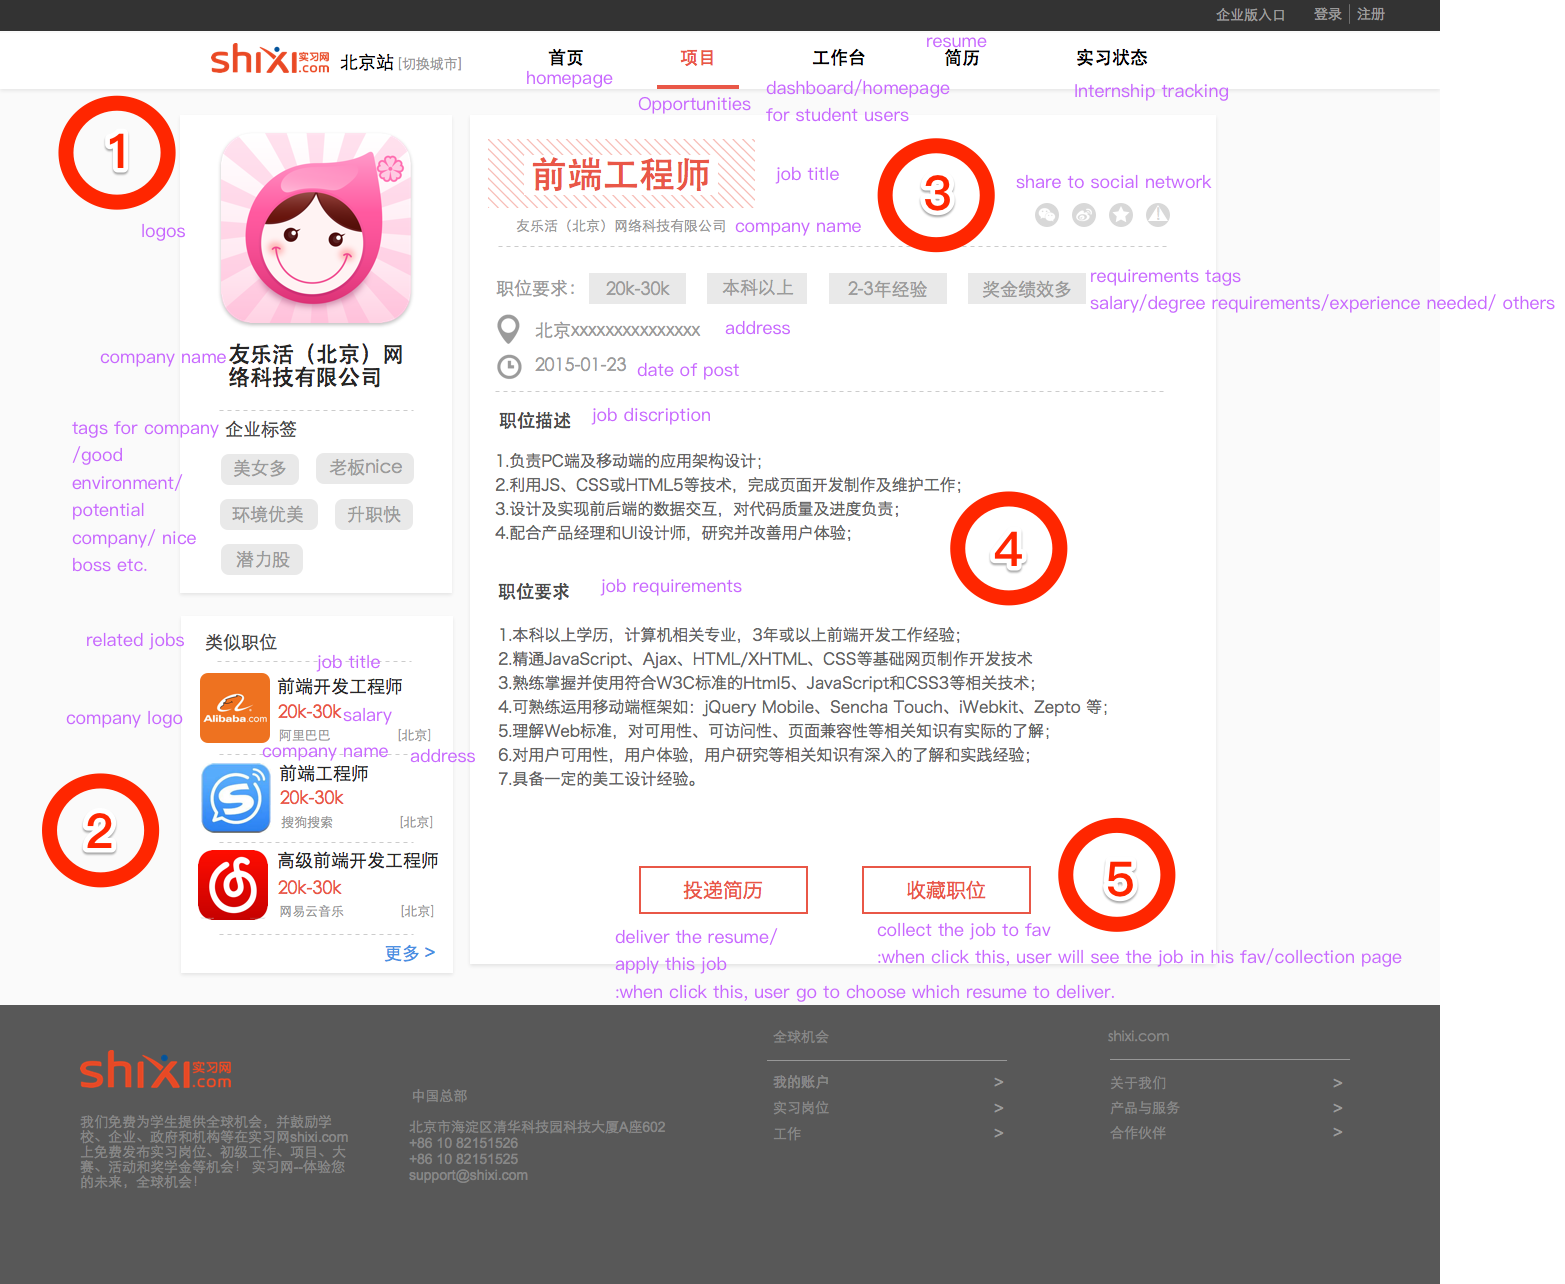 企业版入口 登录 注册
shixi实习网.com 北京站 [切换城市] 首页 项目 工作台 简历 实习状态
resume
homepage
Opportunities
dashboard/homepage
for student users
Internship tracking
1
logos
company name
友乐活（北京）网
络科技有限公司
tags for company
/good
environment/
potential
company/ nice
boss etc.
企业标签
美女多 老板nice
环境优美 升职快
潜力股
related jobs
类似职位
job title
company logo
Alibaba.com
前端开发工程师
20k-30k salary
阿里巴巴 [北京]
company name address
2
前端工程师
20k-30k
搜狗搜索 [北京]
高级前端开发工程师
20k-30k
网易云音乐 [北京]
更多 >
前端工程师 job title
友乐活（北京）网络科技有限公司 company name
3
share to social network
职位要求： 20k-30k 本科以上 2-3年经验 奖金绩效多
requirements tags
salary/degree requirements/experience needed/ others
北京xxxxxxxxxxxxxxx address
2015-01-23 date of post
职位描述 job discription
1.负责PC端及移动端的应用架构设计；
2.利用JS、CSS或HTML5等技术，完成页面开发制作及维护工作；
3.设计及实现前后端的数据交互，对代码质量及进度负责；
4.配合产品经理和UI设计师，研究并改善用户体验；
4
职位要求 job requirements
1.本科以上学历，计算机相关专业，3年或以上前端开发工作经验；
2.精通JavaScript、Ajax、HTML/XHTML、CSS等基础网页制作开发技术
3.熟练掌握并使用符合W3C标准的Html5、JavaScript和CSS3等相关技术；
4.可熟练运用移动端框架如：jQuery Mobile、Sencha Touch、iWebkit、Zepto 等；
5.理解Web标准，对可用性、可访问性、页面兼容性等相关知识有实际的了解；
6.对用户可用性，用户体验，用户研究等相关知识有深入的了解和实践经验；
7.具备一定的美工设计经验。
投递简历 收藏职位
5
deliver the resume/
apply this job
:when click this, user go to choose which resume to deliver.
collect the job to fav
:when click this, user will see the job in his fav/collection page
shixi实习网.com
我们免费为学生提供全球机会，并鼓励学
校、企业、政府和机构等在实习网shixi.com
上免费发布实习岗位、初级工作、项目、大
赛、活动和奖学金等机会！ 实习网--体验您
的未来，全球机会！
中国总部
北京市海淀区清华科技园科技大厦A座602
+86 10 82151526
+86 10 82151525
support@shixi.com
全球机会
我的账户 >
实习岗位 >
工作 >
shixi.com
关于我们 >
产品与服务 >
合作伙伴 >